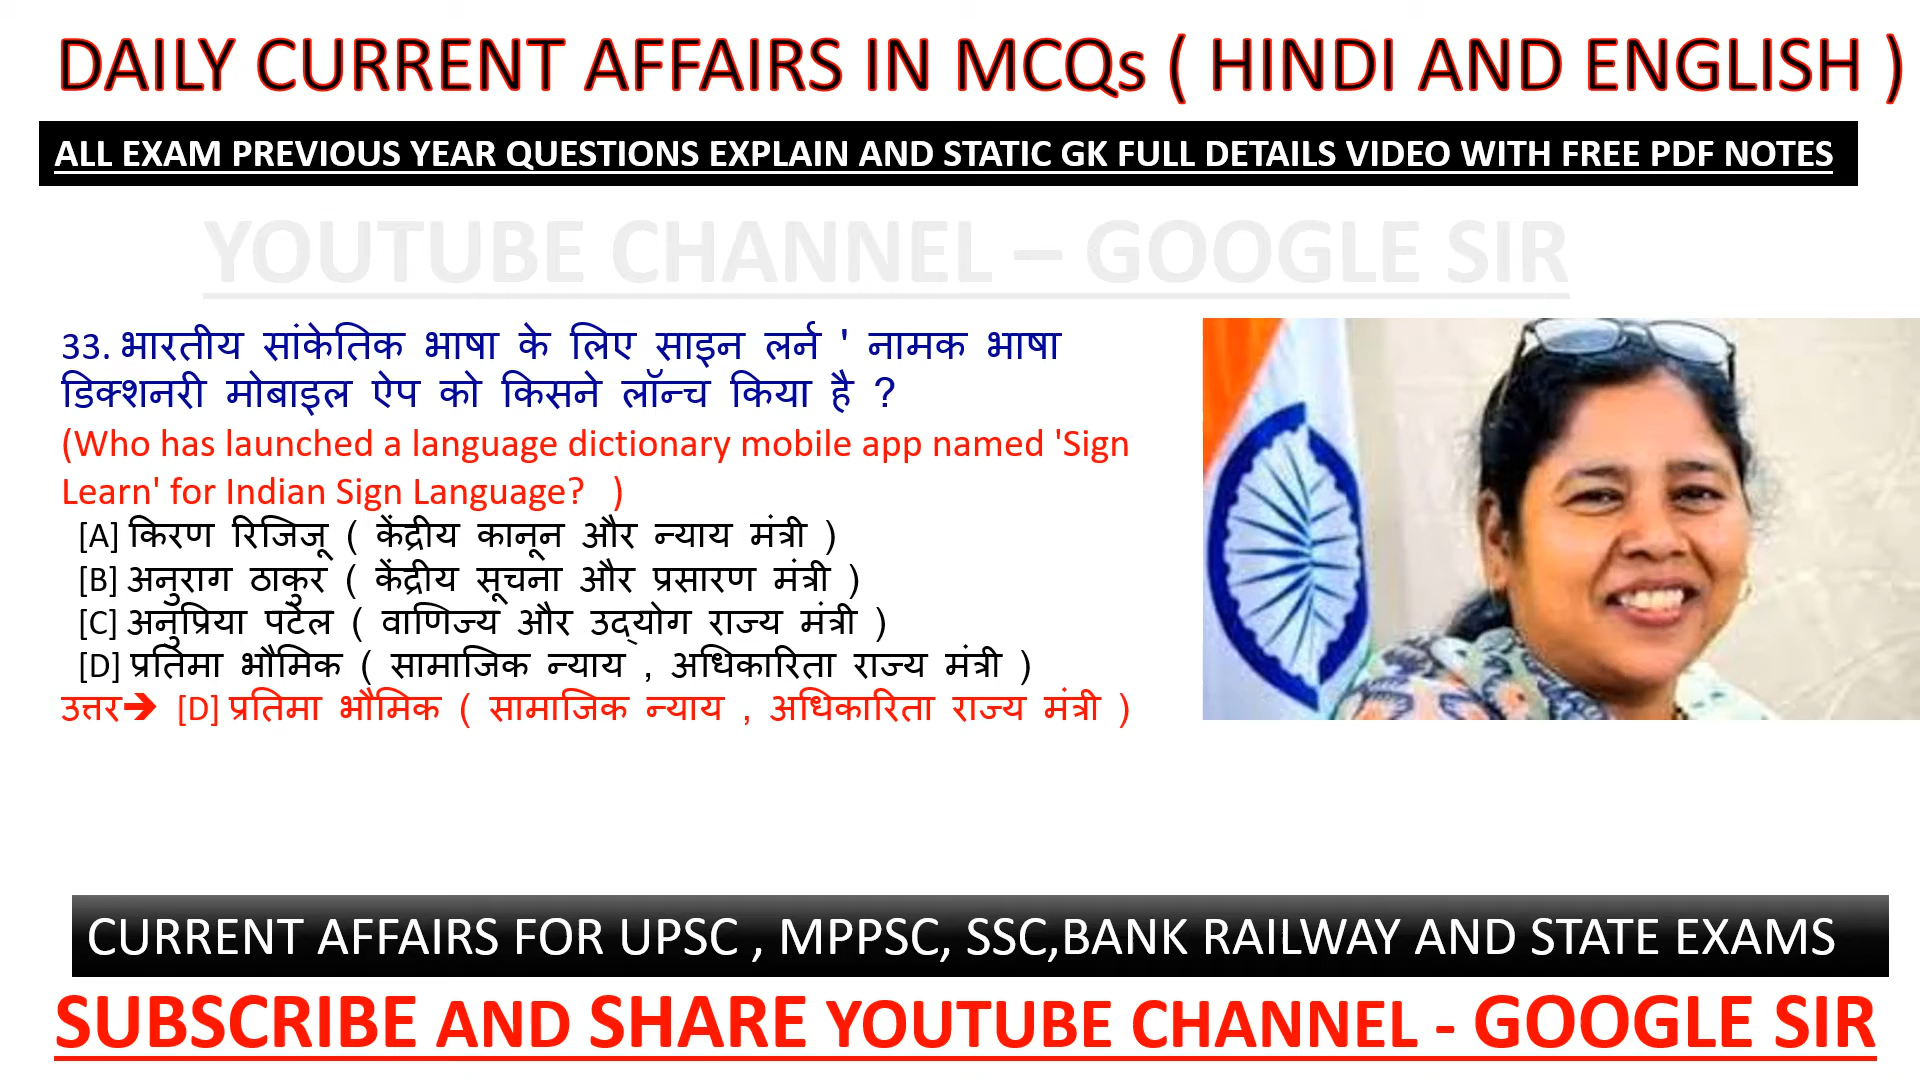 DAILY CURRENT AFFAIRS IN MCQs ( HINDI AND ENGLISH )
ALL EXAM PREVIOUS YEAR QUESTIONS EXPLAIN AND STATIC GK FULL DETAILS VIDEO WITH FREE PDF NOTES
YOUTUBE CHANNEL – GOOGLE SIR
33. भारतीय सांकेतिक भाषा के लिए साइन लर्न ' नामक भाषा
डिक्शनरी मोबाइल ऐप को किसने लॉन्च किया है ?
(Who has launched a language dictionary mobile app named 'Sign
Learn' for Indian Sign Language? )
[A] किरण रिजिजू ( केंद्रीय कानून और न्याय मंत्री )
[B] अनुराग ठाकुर ( केंद्रीय सूचना और प्रसारण मंत्री )
[C] अनुप्रिया पटेल ( वाणिज्य और उद्योग राज्य मंत्री )
[D] प्रतिमा भौमिक ( सामाजिक न्याय , अधिकारिता राज्य मंत्री )
उत्तर➔ [D] प्रतिमा भौमिक ( सामाजिक न्याय , अधिकारिता राज्य मंत्री )
CURRENT AFFAIRS FOR UPSC , MPPSC, SSC,BANK RAILWAY AND STATE EXAMS
SUBSCRIBE AND SHARE YOUTUBE CHANNEL - GOOGLE SIR